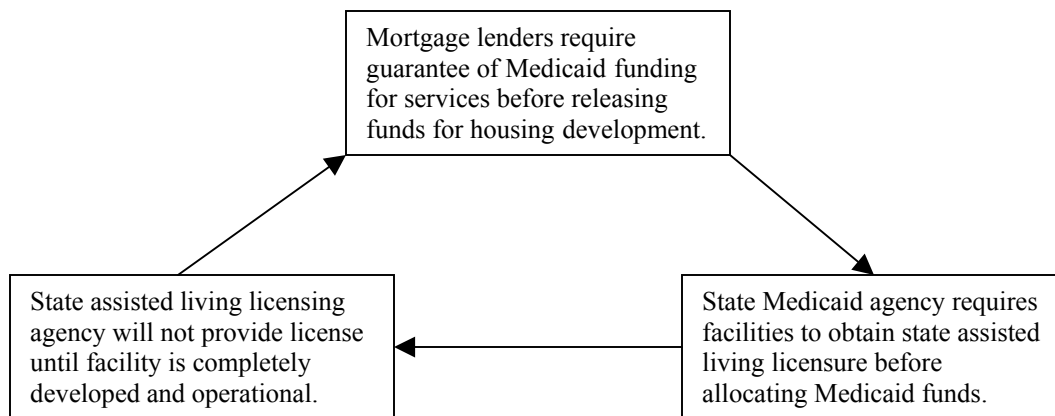 Mortgage lenders require
guarantee of Medicaid funding
for services before releasing
funds for housing development.
State assisted living licensing
agency will not provide license
until facility is completely
developed and operational.
State Medicaid agency requires
facilities to obtain state assisted
living licensure before
allocating Medicaid funds.